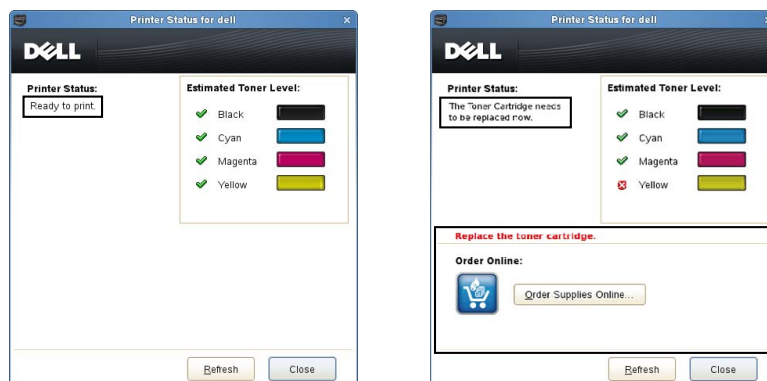 Printer Status for dell
DELL
Printer Status:
Ready to print.
Estimated Toner Level:
Black
Cyan
Magenta
Yellow
Refresh
Close
Printer Status for dell
DELL
Printer Status:
The Toner Cartridge needs
to be replaced now.
Estimated Toner Level:
Black
Cyan
Magenta
Yellow
Replace the toner cartridge.
Order Online:
Order Supplies Online...
Refresh
Close